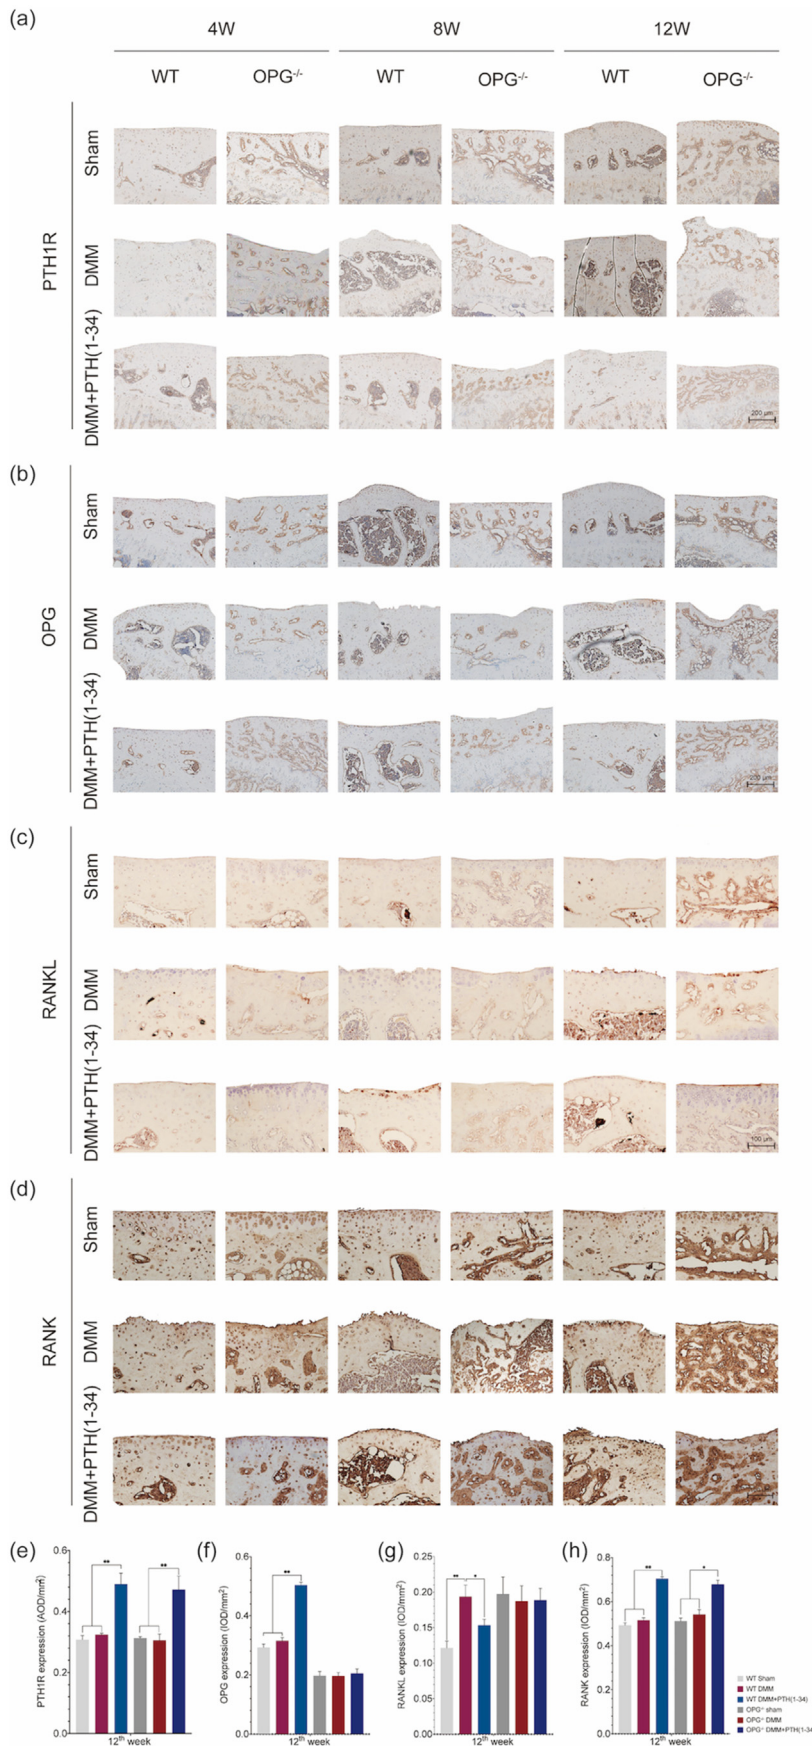 (a)
4W 8W 12W
WT OPG-/- WT OPG-/- WT OPG-/-
PTH1R
Sham
DMM
DMM+PTH(1-34)
200 μm
(b)
OPG
Sham
DMM
DMM+PTH(1-34)
200 μm
(c)
RANKL
Sham
DMM
DMM+PTH(1-34)
100 μm
(d)
RANK
Sham
DMM
DMM+PTH(1-34)
(e)
PTH1R expression (AOD/mm²)
0.6
0.4
0.2
0.0
**
**
12th week
(f)
OPG expression (IOD/mm²)
0.6
0.4
0.2
0.0
**
12th week
(g)
RANKL expression (IOD/mm²)
0.25
0.20
0.15
0.10
0.05
0.00
** *
12th week
(h)
RANK expression (IOD/mm²)
0.8
0.6
0.4
0.2
0.0
**
*
12th week
WT Sham
WT DMM
WT DMM+PTH(1-34)
sham
DMM
DMM+PTH(1-34